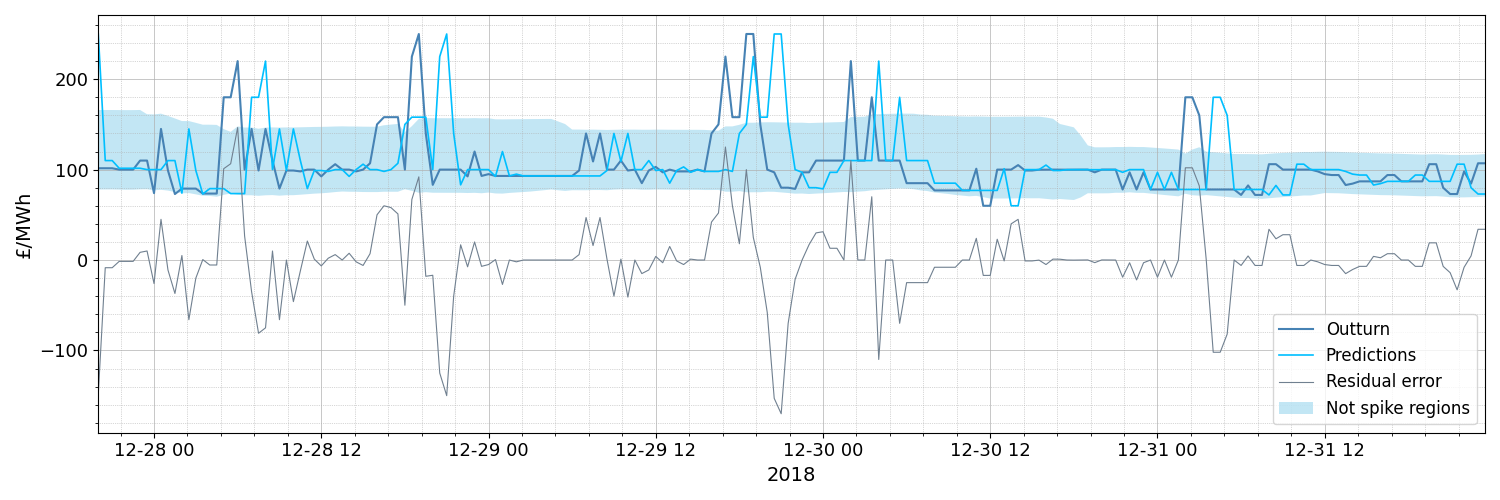 £/MWh
200
100
0
−100
Outturn
Predictions
Residual error
Not spike regions
12-28 00
12-28 12
12-29 00
12-29 12
12-30 00
12-30 12
12-31 00
12-31 12
2018